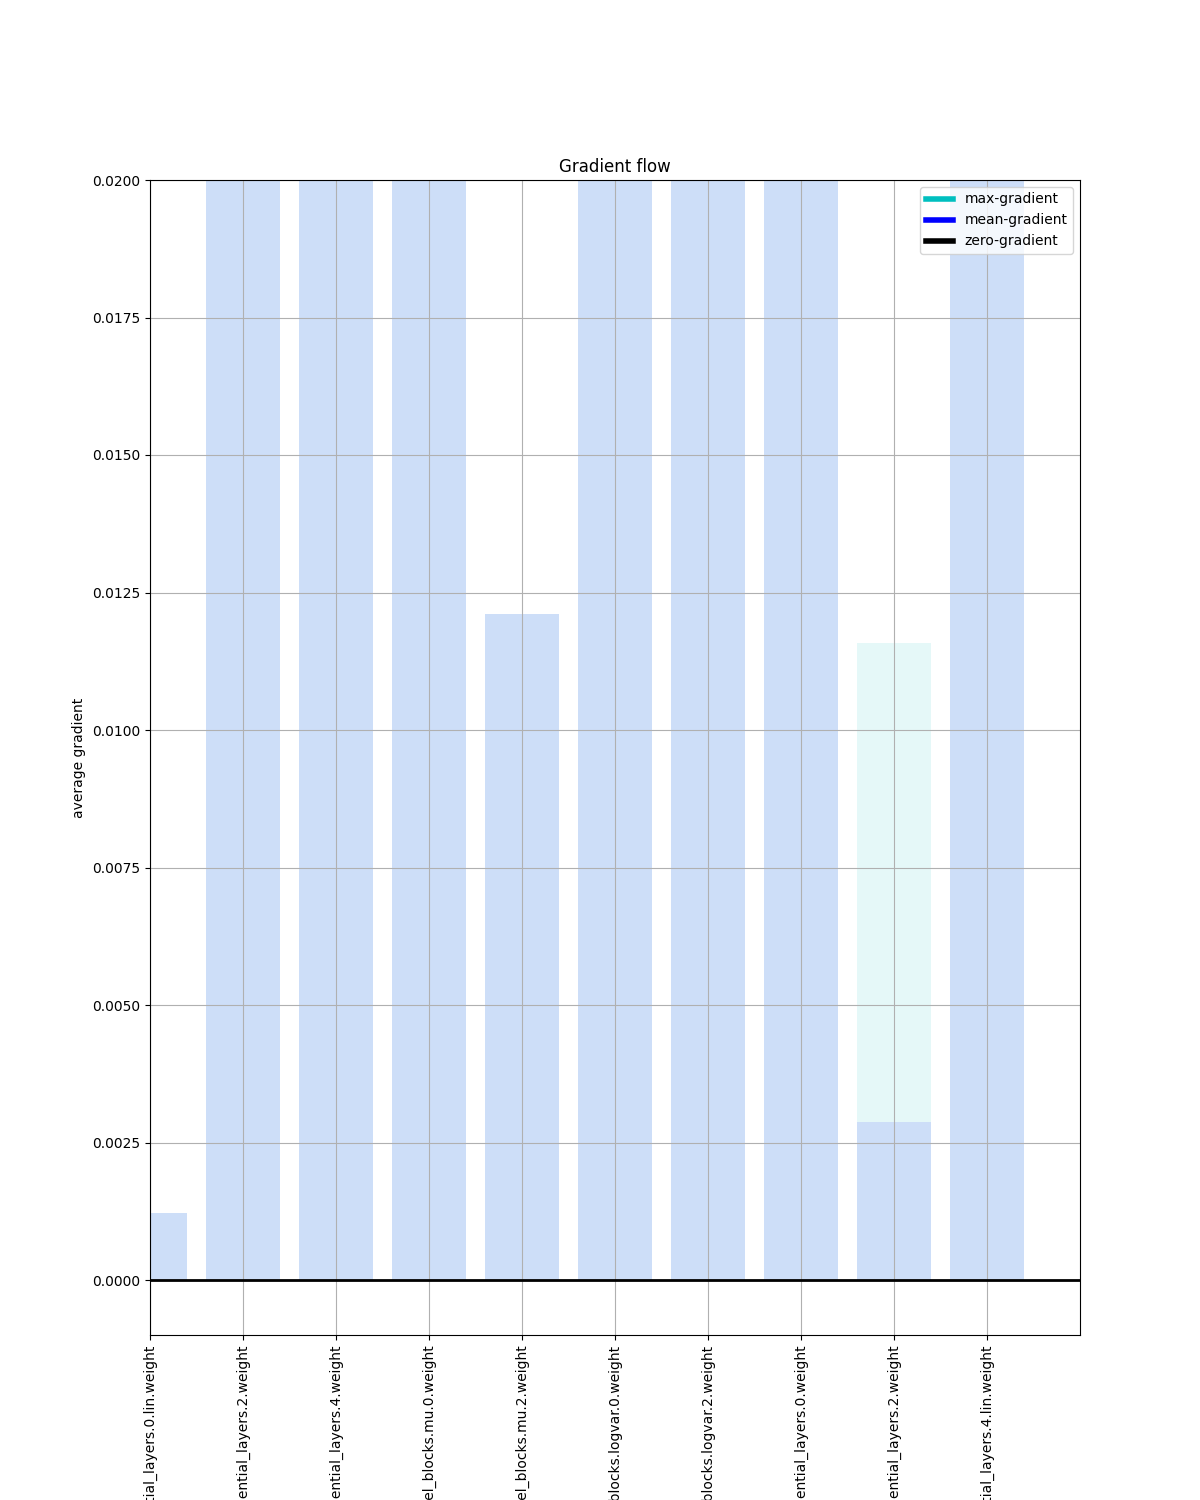 Gradient flow
max-gradient
mean-gradient
zero-gradient
0.0200
0.0175
0.0150
0.0125
0.0100
0.0075
0.0050
0.0025
0.0000
average gradient
tial_layers.0.lin.weight
ential_layers.2.weight
ential_layers.4.weight
el_blocks.mu.0.weight
el_blocks.mu.2.weight
blocks.logvar.0.weight
blocks.logvar.2.weight
ential_layers.0.weight
ential_layers.2.weight
tial_layers.4.lin.weight